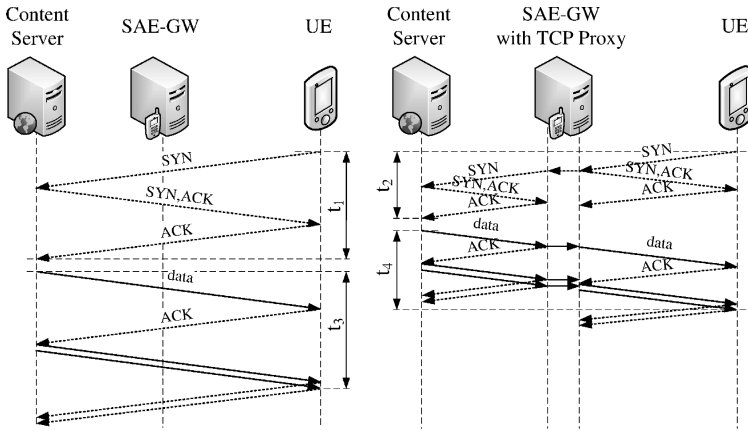 Content
Server
SAE-GW
UE
SYN
SYN,ACK
ACK
t1
data
ACK
t3
Content
Server
SAE-GW
with TCP Proxy
UE
SYN
SYN
SYN,ACK
SYN,ACK
ACK
ACK
t2
data
data
ACK
ACK
t4